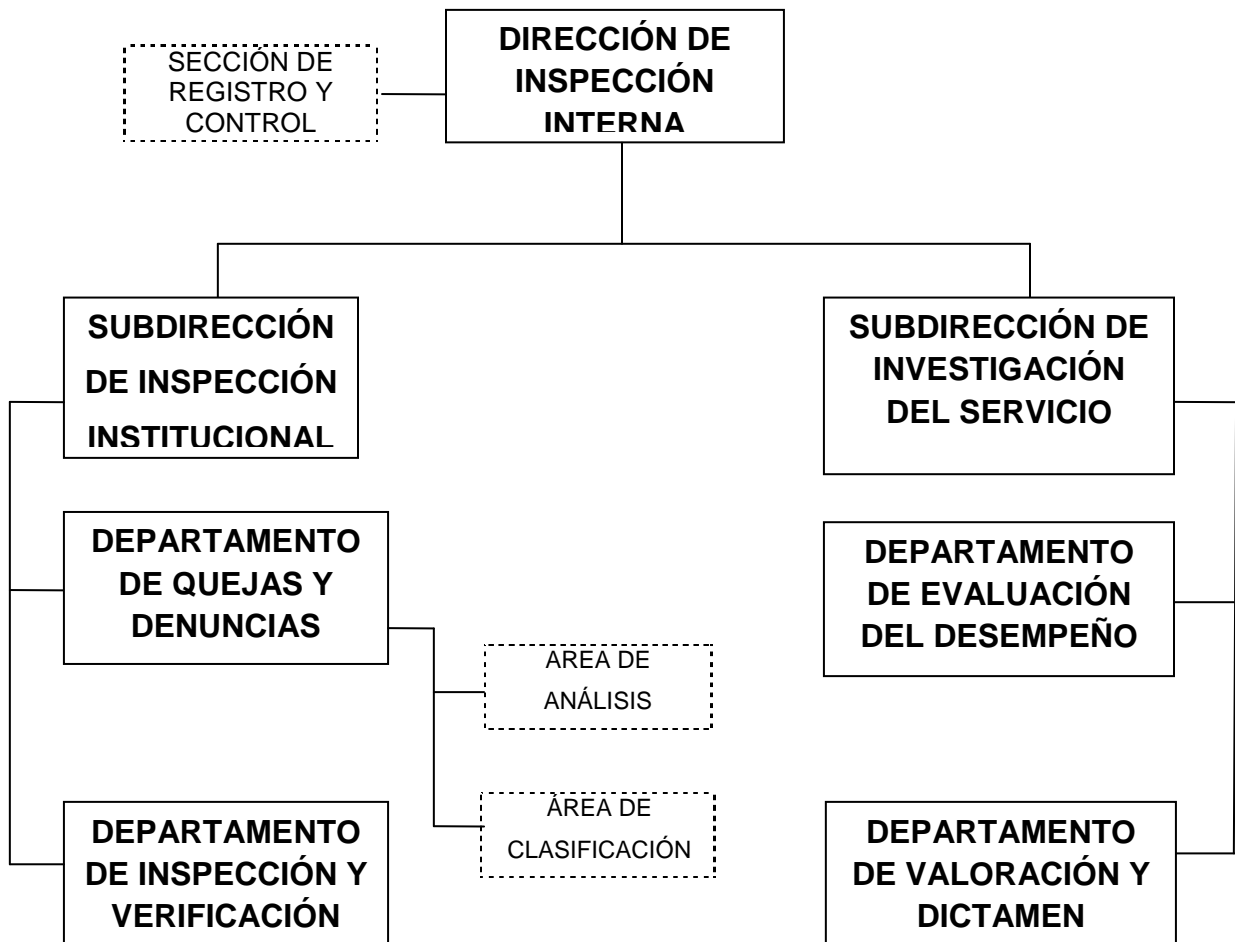 DIRECCIÓN DE
INSPECCIÓN
INTERNA
SECCIÓN DE
REGISTRO Y
CONTROL
SUBDIRECCIÓN
DE INSPECCIÓN
INSTITUCIONAL
SUBDIRECCIÓN DE
INVESTIGACIÓN
DEL SERVICIO
DEPARTAMENTO
DE QUEJAS Y
DENUNCIAS
DEPARTAMENTO
DE EVALUACIÓN
DEL DESEMPEÑO
AREA DE
ANÁLISIS
ÁREA DE
CLASIFICACIÓN
DEPARTAMENTO
DE INSPECCIÓN Y
VERIFICACIÓN
DEPARTAMENTO
DE VALORACIÓN Y
DICTAMEN